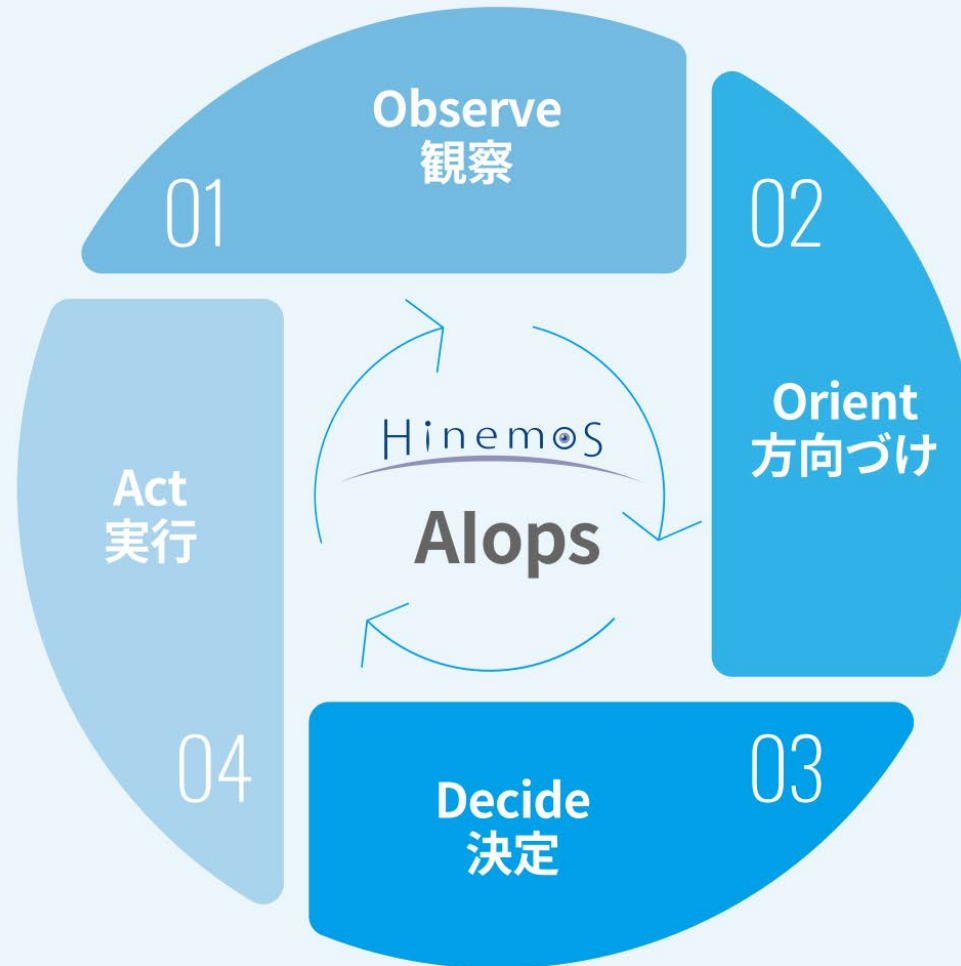 Observe
観察
01
02
Orient
方向づけ
Hinemos
AIops
Act
実行
04
03
Decide
決定